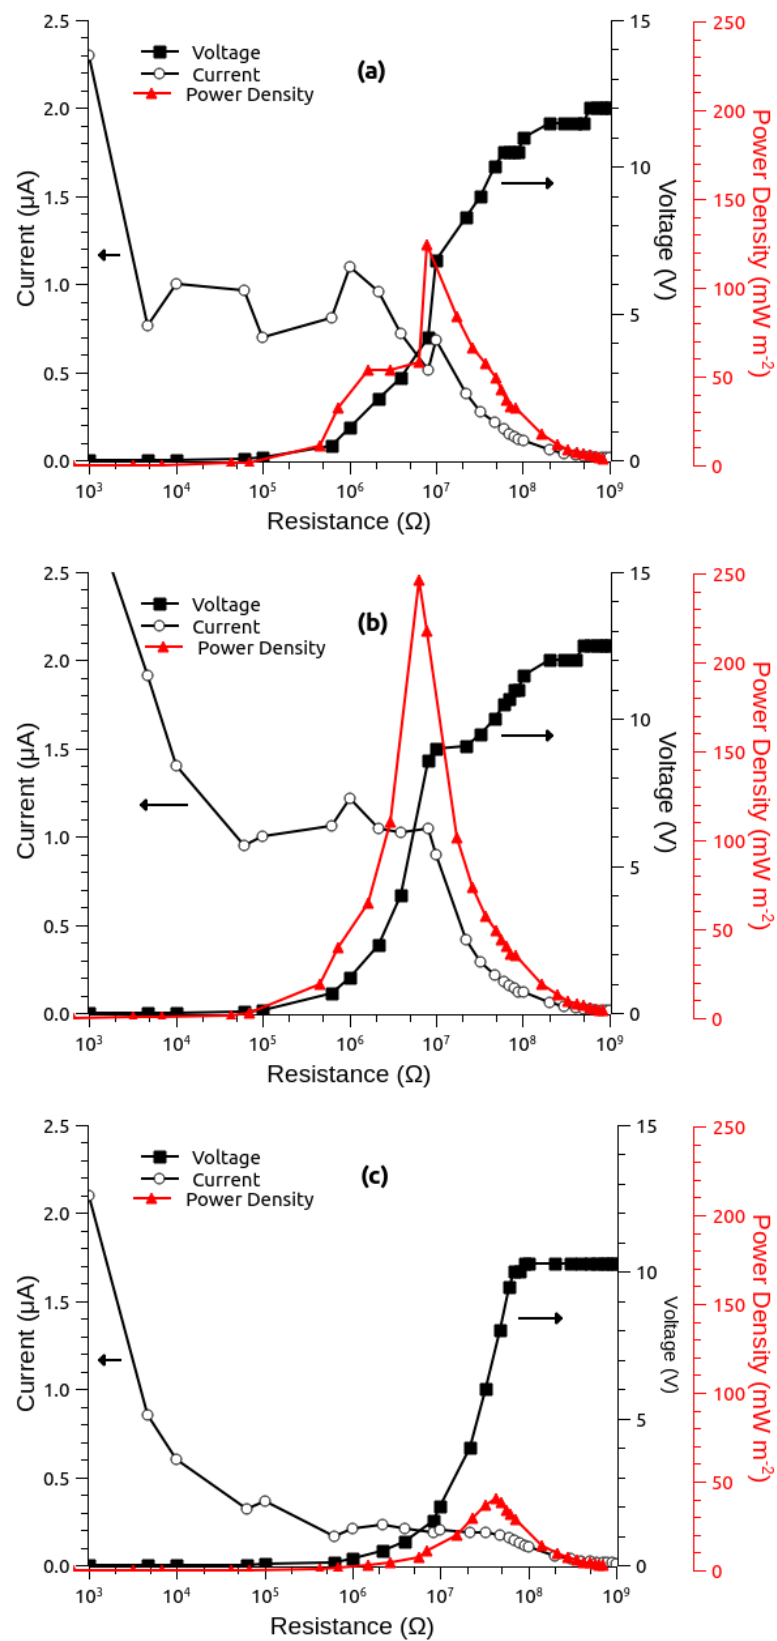 2.5
2.0
1.5
1.0
0.5
0.0
Current (μA)
Voltage
Current
Power Density
(a)
15
10
5
0
Voltage (V)
250
200
150
100
50
0
Power Density (mW m⁻²)
10³ 10⁴ 10⁵ 10⁶ 10⁷ 10⁸ 10⁹
Resistance (Ω)
2.5
2.0
1.5
1.0
0.5
0.0
Current (μA)
Voltage
Current
Power Density
(b)
15
10
5
0
Voltage (V)
250
200
150
100
50
0
Power Density (mW m⁻²)
10³ 10⁴ 10⁵ 10⁶ 10⁷ 10⁸ 10⁹
Resistance (Ω)
2.5
2.0
1.5
1.0
0.5
0.0
Current (μA)
Voltage
Current
Power Density
(c)
15
10
5
0
Voltage (V)
250
200
150
100
50
0
Power Density (mW m⁻²)
10³ 10⁴ 10⁵ 10⁶ 10⁷ 10⁸ 10⁹
Resistance (Ω)